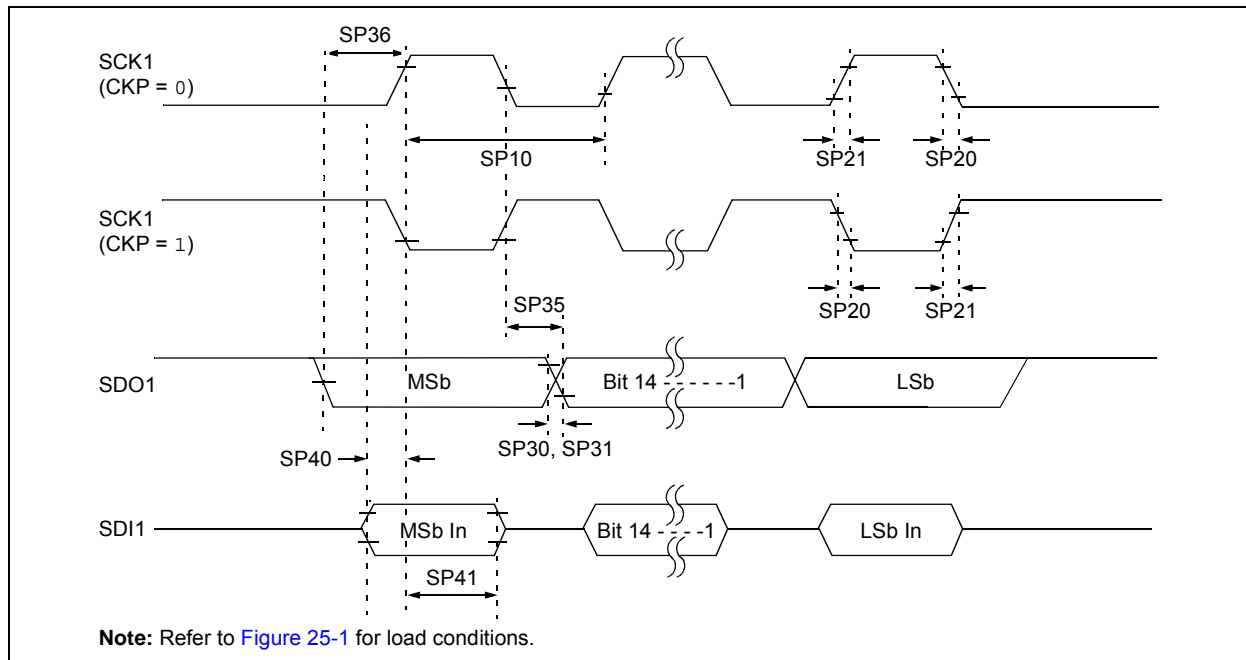 SP36
SCK1
(CKP = 0)
SP10
SP21
SP20
SCK1
(CKP = 1)
SP35
SP20
SP21
SDO1
MSb
Bit 14 - - - - - -1
LSb
SP30, SP31
SP40
SDI1
MSb In
Bit 14 - - - - -1
LSb In
SP41
Note: Refer to Figure 25-1 for load conditions.